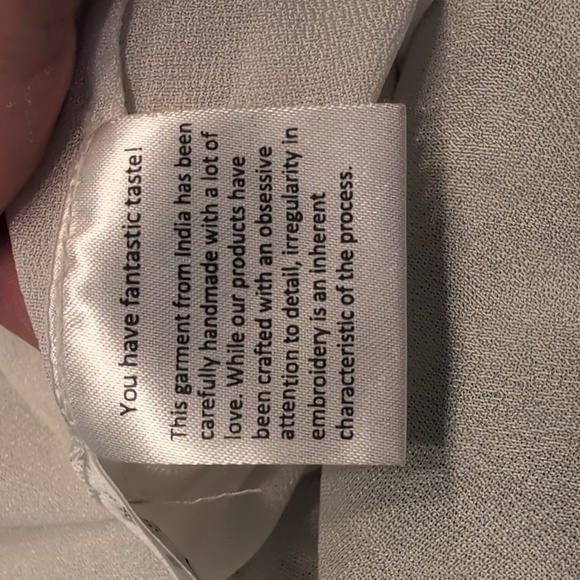 You have fantastic taste!
This garment from India has been
carefully handmade with a lot of
love. While our products have
been crafted with an obsessive
attention to detail, irregularity in
embroidery is an inherent
characteristic of the process.